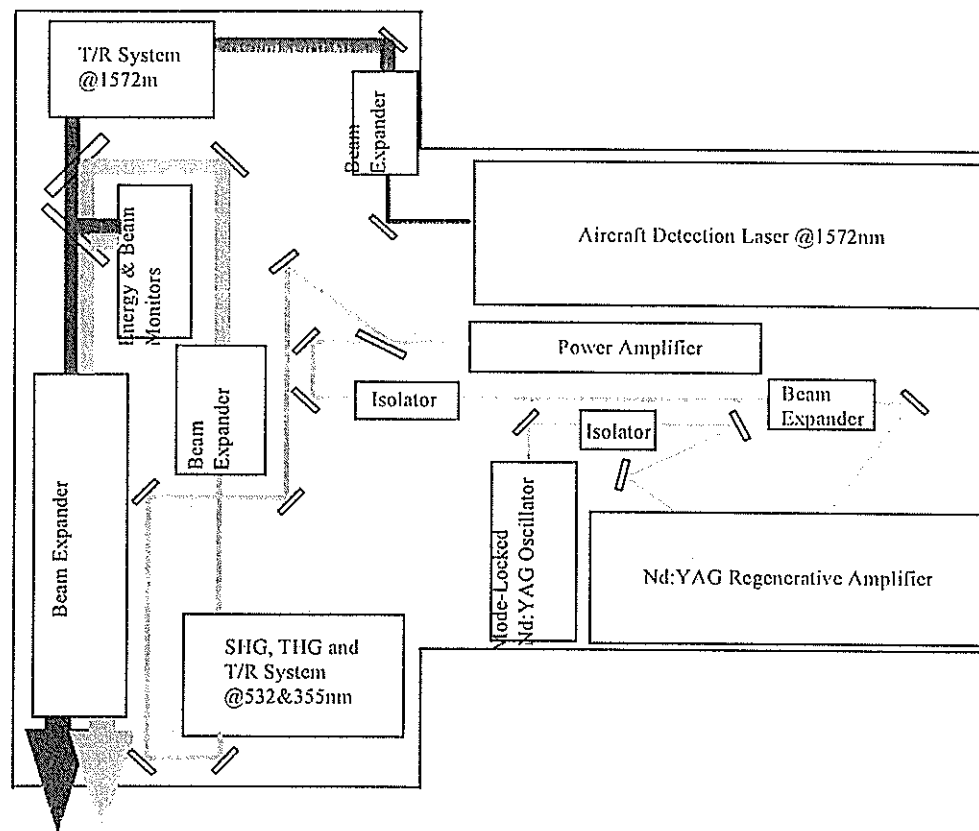 T/R System
@1572m
Beam
Expander
Aircraft Detection Laser @1572nm
Energy & Beam
Monitors
Power Amplifier
Beam
Expander
Isolator
Beam
Expander
Isolator
Beam Expander
Mode-Locked
Nd:YAG Oscillator
Nd:YAG Regenerative Amplifier
SHG, THG and
T/R System
@532&355nm